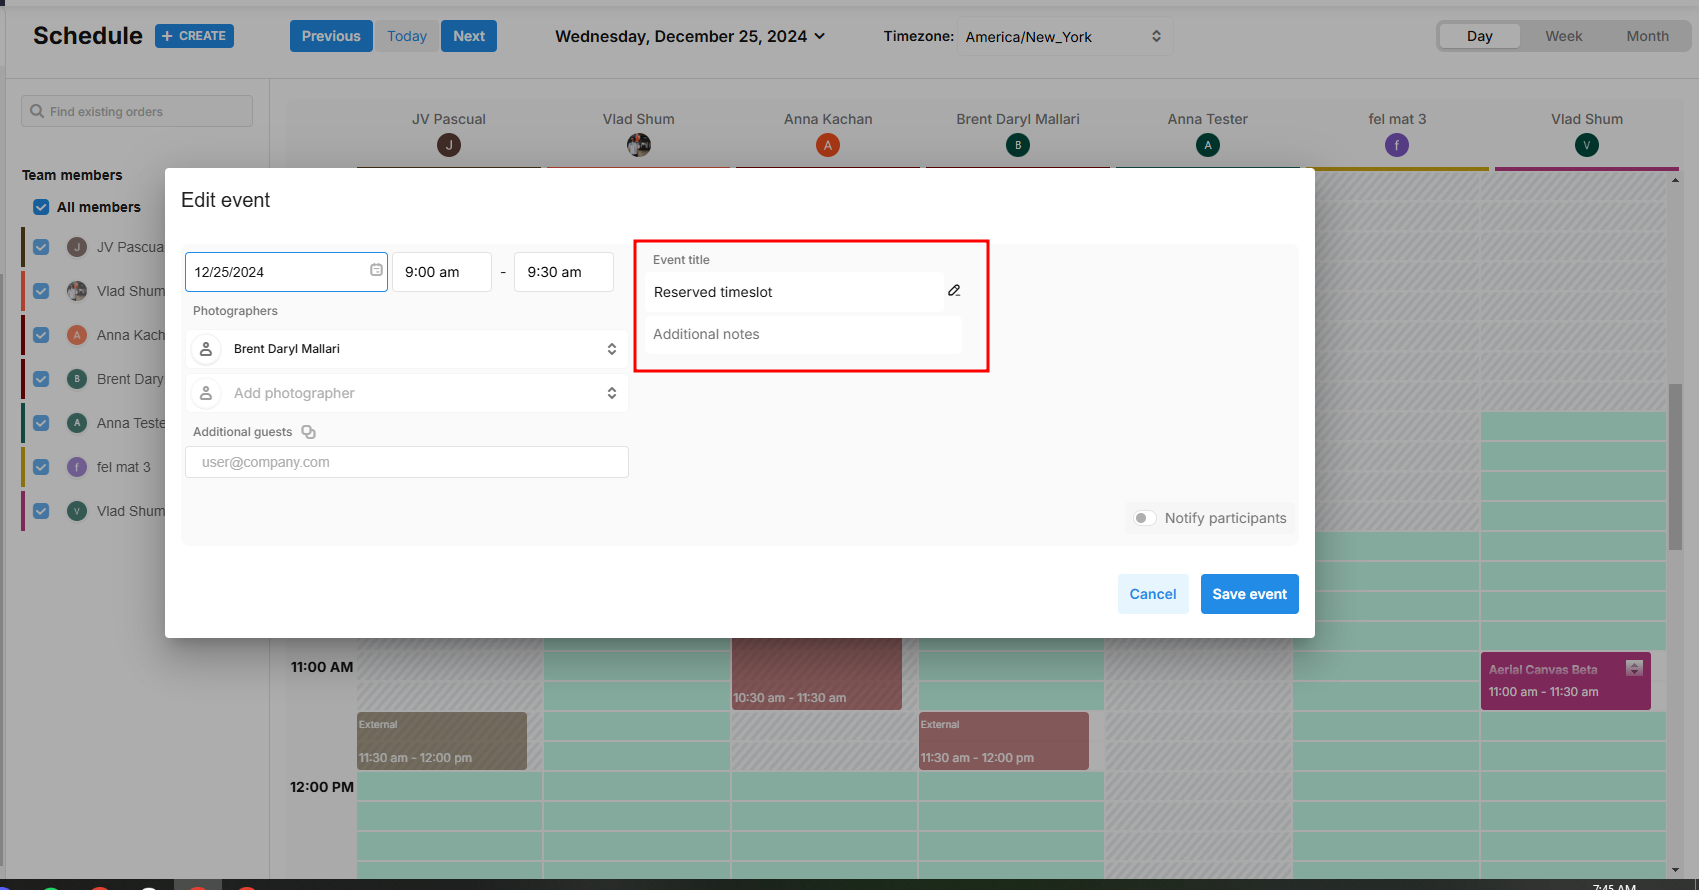 Schedule
+ CREATE
Previous
Today
Next
Wednesday, December 25, 2024
Timezone:
America/New_York
Day
Week
Month
Find existing orders
JV Pascual
Vlad Shum
Anna Kachan
Brent Daryl Mallari
Anna Tester
fel mat 3
Vlad Shum
J
A
B
A
f
V
Team members
All members
J JV Pascua
Vlad Shum
A Anna Kach
B Brent Dary
A Anna Teste
f fel mat 3
V Vlad Shum
Edit event
12/25/2024
9:00 am
-
9:30 am
Photographers
Brent Daryl Mallari
Add photographer
Additional guests
user@company.com
Event title
Reserved timeslot
Additional notes
Notify participants
Cancel
Save event
11:00 AM
10:30 am - 11:30 am
Aerial Canvas Beta
11:00 am - 11:30 am
External
11:30 am - 12:00 pm
External
11:30 am - 12:00 pm
12:00 PM
7:45 AM